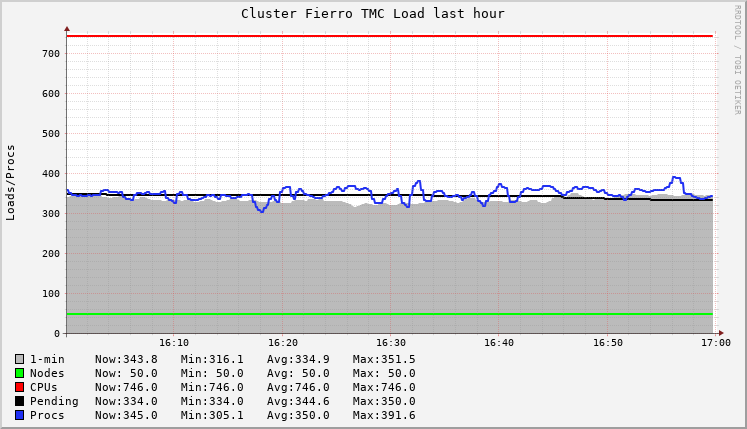 Cluster Fierro TMC Load last hour
RRDTOOL / TOBI OETIKER
Loads/Procs
700
600
500
400
300
200
100
0
16:10 16:20 16:30 16:40 16:50 17:00
1-min Now:343.8 Min:316.1 Avg:334.9 Max:351.5
Nodes Now: 50.0 Min: 50.0 Avg: 50.0 Max: 50.0
CPUs Now:746.0 Min:746.0 Avg:746.0 Max:746.0
Pending Now:334.0 Min:334.0 Avg:344.6 Max:350.0
Procs Now:345.0 Min:305.1 Avg:350.0 Max:391.6